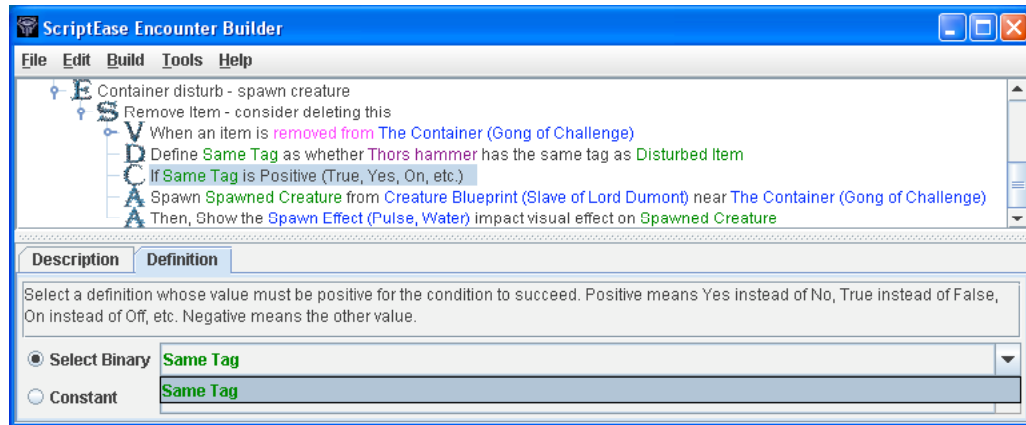 ScriptEase Encounter Builder
File Edit Build Tools Help
E Container disturb - spawn creature
S Remove Item - consider deleting this
V When an item is removed from The Container (Gong of Challenge)
D Define Same Tag as whether Thors hammer has the same tag as Disturbed Item
C If Same Tag is Positive (True, Yes, On, etc.)
A Spawn Spawned Creature from Creature Blueprint (Slave of Lord Dumont) near The Container (Gong of Challenge)
A Then, Show the Spawn Effect (Pulse, Water) impact visual effect on Spawned Creature
Description Definition
Select a definition whose value must be positive for the condition to succeed. Positive means Yes instead of No, True instead of False,
On instead of Off, etc. Negative means the other value.
Select Binary Same Tag
Same Tag
Constant